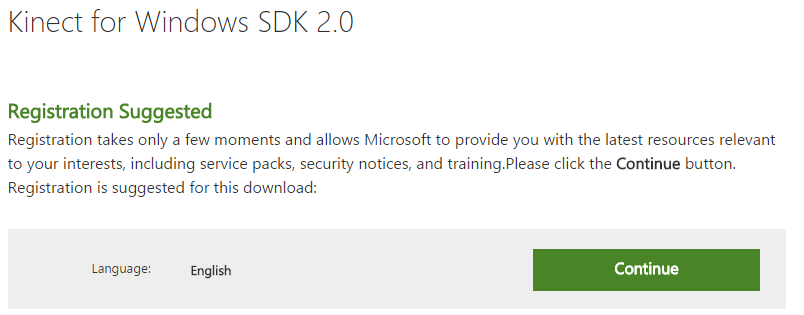 Kinect for Windows SDK 2.0
Registration Suggested
Registration takes only a few moments and allows Microsoft to provide you with the latest resources relevant
to your interests, including service packs, security notices, and training.Please click the Continue button.
Registration is suggested for this download:
Language: English Continue